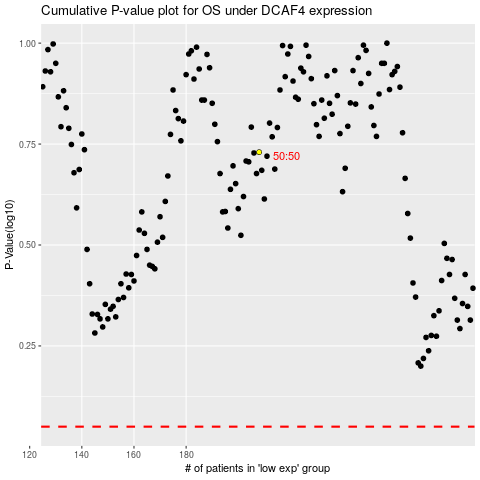 Cumulative P-value plot for OS under DCAF4 expression
P-Value(log10)
1.00
0.75
0.50
0.25
50:50
120 140 160 180
# of patients in 'low exp' group